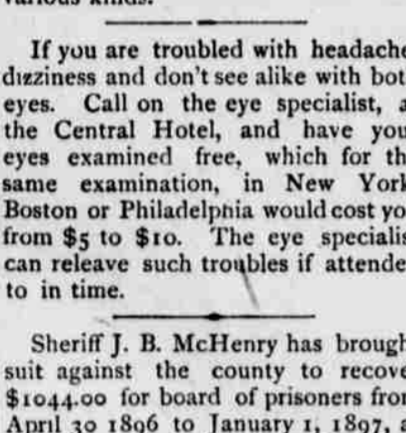 various kinds.
If you are troubled with headache
dizziness and don't see alike with bot
eyes. Call on the eye specialist, a
the Central Hotel, and have you
eyes examined free, which for th
same examination, in New York
Boston or Philadelphia would cost yo
from $5 to $10. The eye specialis
can releave such troubles if attende
to in time.
Sheriff J. B. McHenry has brough
suit against the county to recove
$1044.00 for board of prisoners from
April 30 1896 to January 1, 1897, a